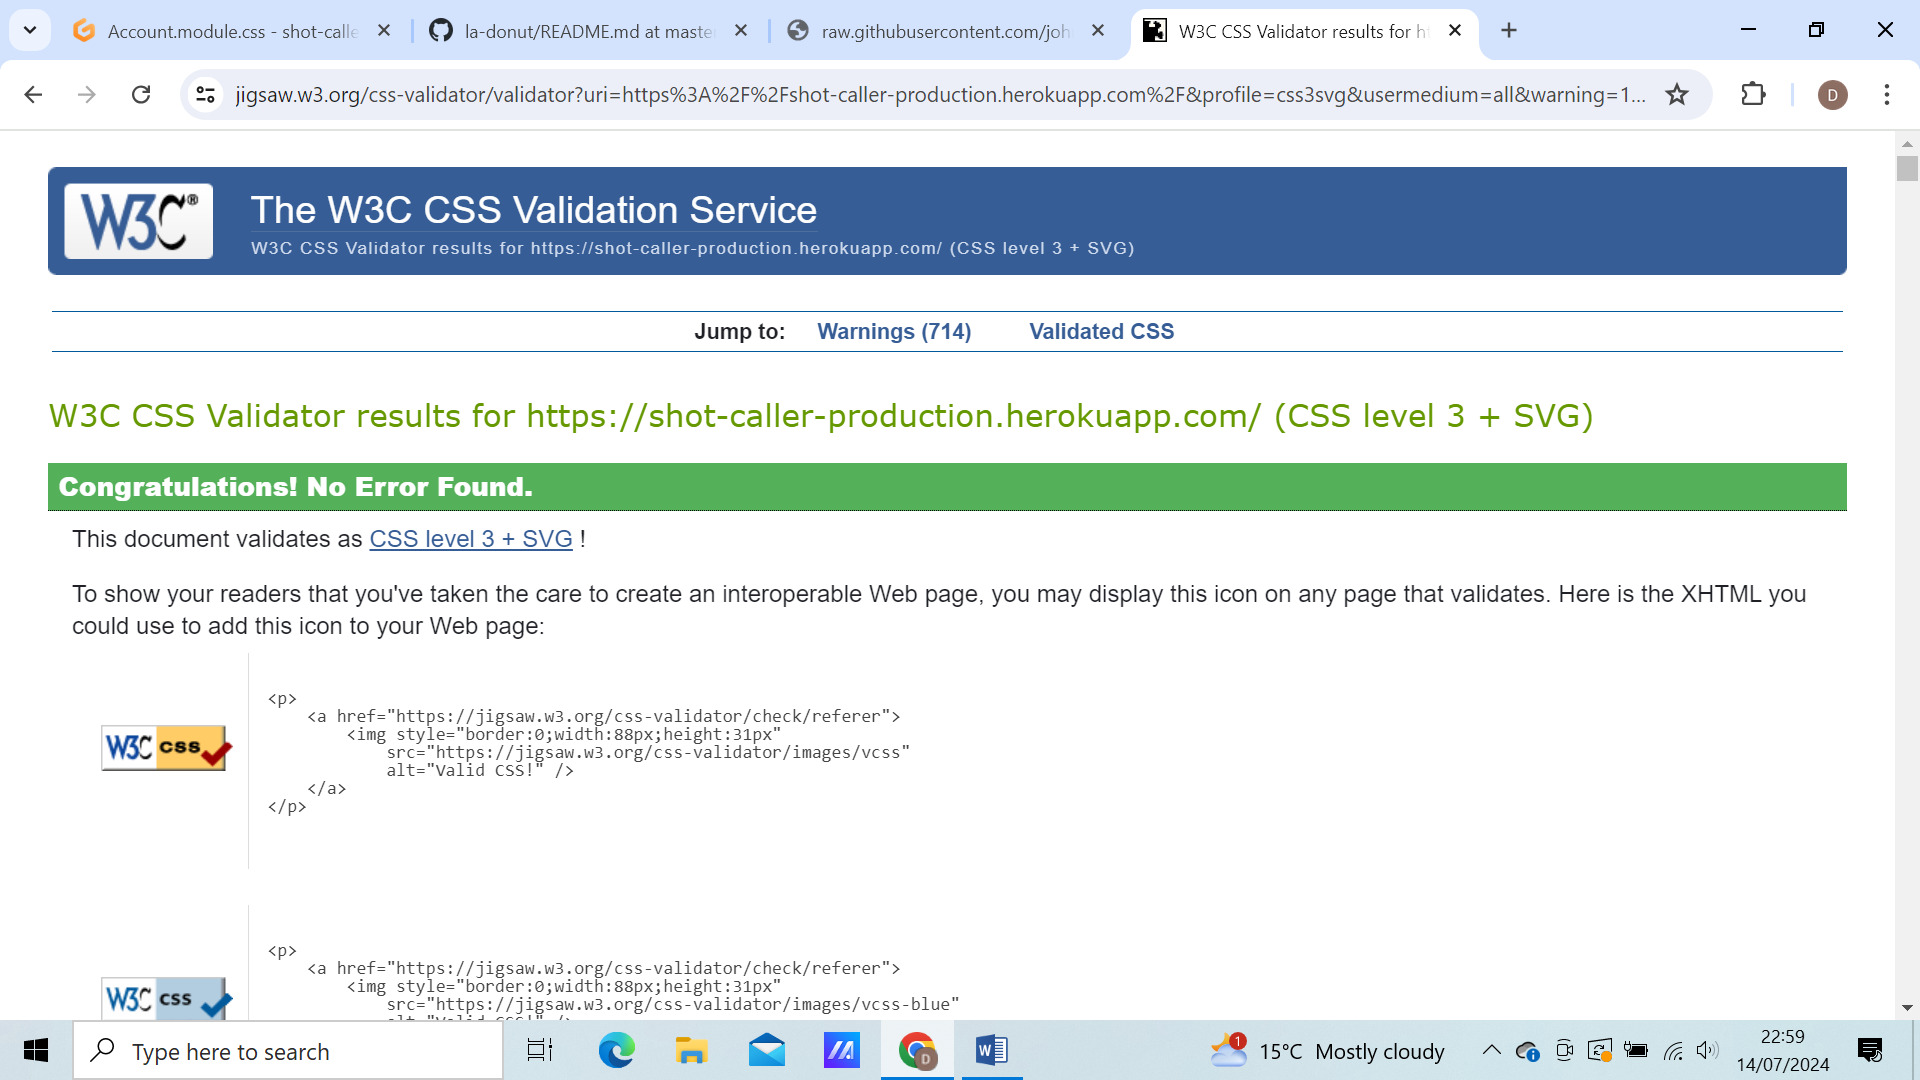 Account.module.css - shot-calle
la-donut/README.md at maste
raw.githubusercontent.com/joh
W3C CSS Validator results for h
jigsaw.w3.org/css-validator/validator?uri=https%3A%2F%2Fshot-caller-production.herokuapp.com%2F&profile=css3svg&usermedium=all&warning=1...
D
W3C®
The W3C CSS Validation Service
W3C CSS Validator results for https://shot-caller-production.herokuapp.com/ (CSS level 3 + SVG)
Jump to: Warnings (714) Validated CSS
W3C CSS Validator results for https://shot-caller-production.herokuapp.com/ (CSS level 3 + SVG)
Congratulations! No Error Found.
This document validates as CSS level 3 + SVG !
To show your readers that you've taken the care to create an interoperable Web page, you may display this icon on any page that validates. Here is the XHTML you
could use to add this icon to your Web page:
W3C css
<p>
<a href="https://jigsaw.w3.org/css-validator/check/referer">
<img style="border:0;width:88px;height:31px"
src="https://jigsaw.w3.org/css-validator/images/vcss"
alt="Valid CSS!" />
</a>
</p>
W3C css
<p>
<a href="https://jigsaw.w3.org/css-validator/check/referer">
<img style="border:0;width:88px;height:31px"
src="https://jigsaw.w3.org/css-validator/images/vcss-blue"
alt="Valid CSS!" />
Type here to search
D
W
1
15°C Mostly cloudy
22:59
14/07/2024